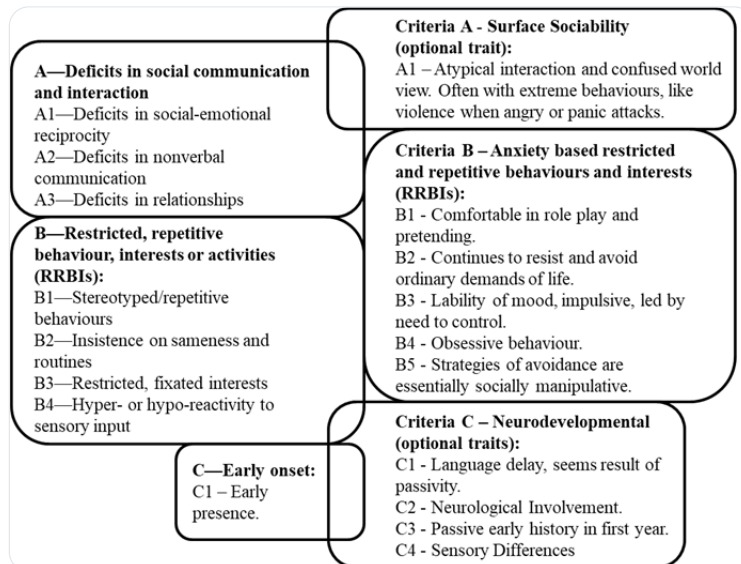 A—Deficits in social communication
and interaction
A1—Deficits in social-emotional
reciprocity
A2—Deficits in nonverbal
communication
A3—Deficits in relationships
B—Restricted, repetitive
behaviour, interests or activities
(RRBIs):
B1—Stereotyped/repetitive
behaviours
B2—Insistence on sameness and
routines
B3—Restricted, fixated interests
B4—Hyper- or hypo-reactivity to
sensory input
C—Early onset:
C1 – Early
presence.
Criteria A - Surface Sociability
(optional trait):
A1 – Atypical interaction and confused world
view. Often with extreme behaviours, like
violence when angry or panic attacks.
Criteria B – Anxiety based restricted
and repetitive behaviours and interests
(RRBIs):
B1 - Comfortable in role play and
pretending.
B2 - Continues to resist and avoid
ordinary demands of life.
B3 - Lability of mood, impulsive, led by
need to control.
B4 - Obsessive behaviour.
B5 - Strategies of avoidance are
essentially socially manipulative.
Criteria C – Neurodevelopmental
(optional traits):
C1 - Language delay, seems result of
passivity.
C2 - Neurological Involvement.
C3 - Passive early history in first year.
C4 - Sensory Differences